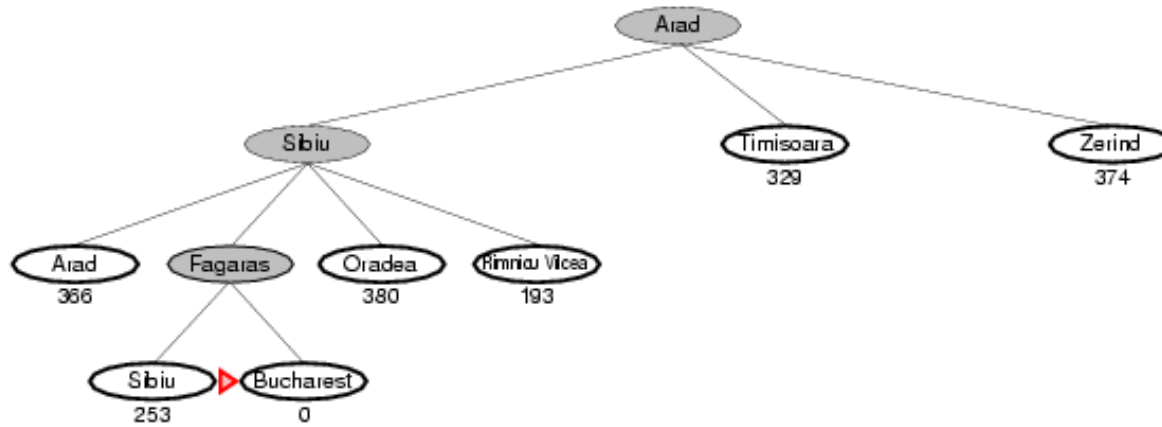 Arad
Sibiu
Timisoara
Zerind
329
374
Arad
Fagaras
Oradea
Rimnicu Vilcea
366
380
193
Sibiu
Bucharest
253
0